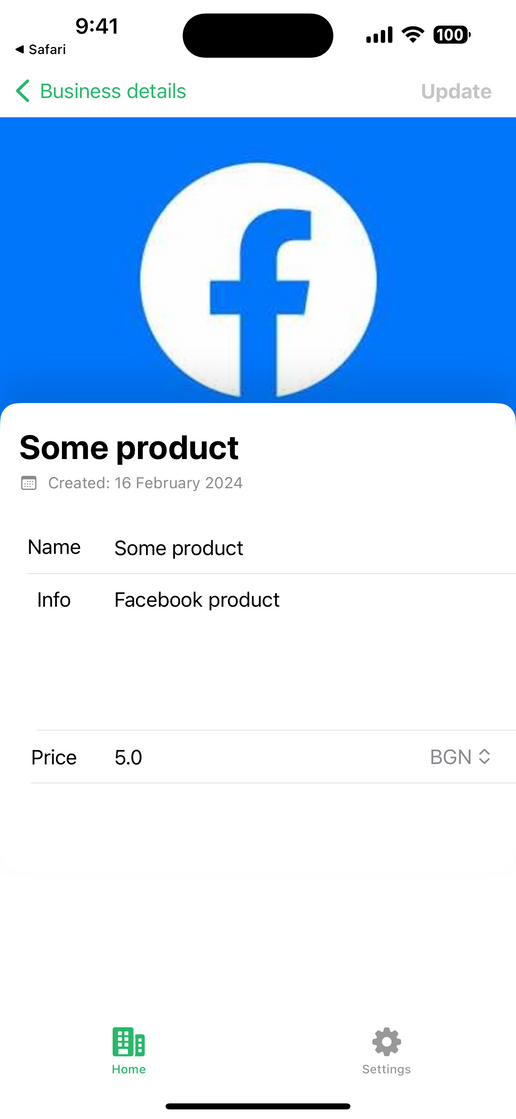 9:41
100
◀ Safari
Business details
Update
Some product
Created: 16 February 2024
Name Some product
Info Facebook product
Price 5.0 BGN
Home
Settings